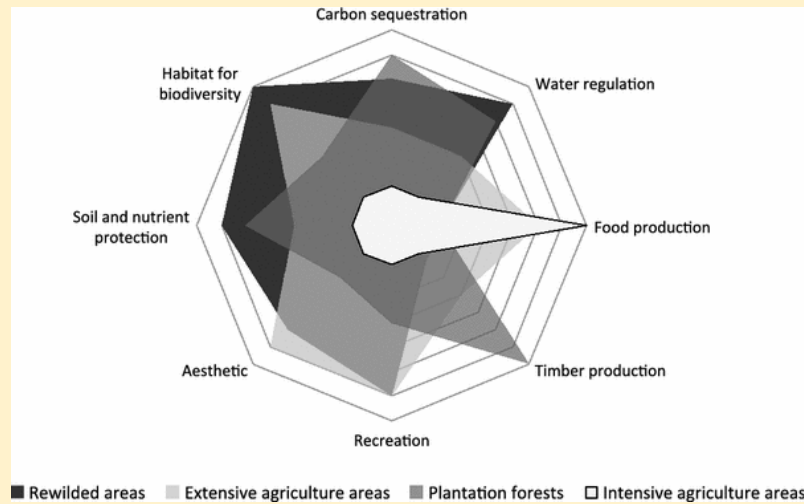 Carbon sequestration
Habitat for
biodiversity
Water regulation
Soil and nutrient
protection
Food production
Aesthetic
Timber production
Recreation
Rewilded areas
Extensive agriculture areas
Plantation forests
Intensive agriculture areas